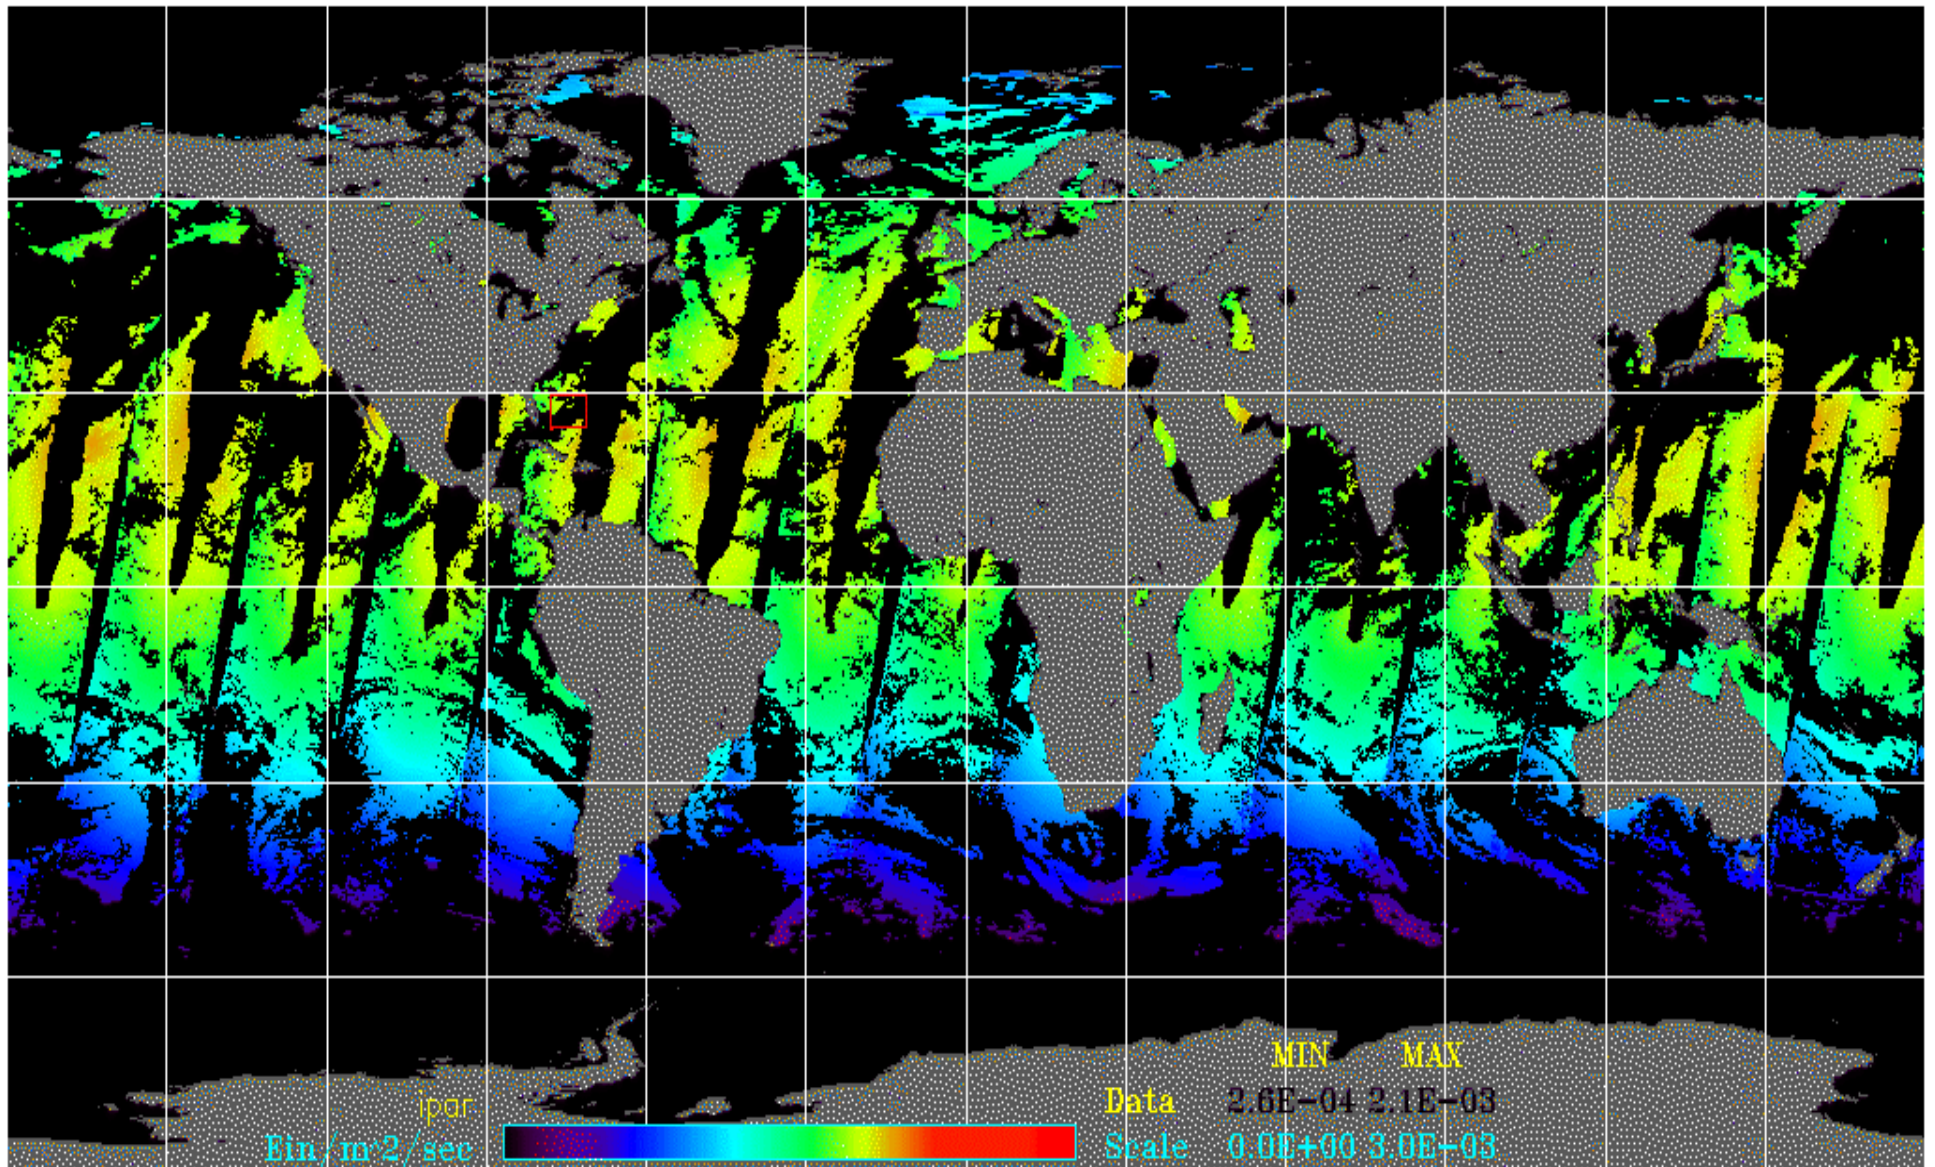 MIN MAX
ipar Data 2.6E-04 2.1E-03
Ein/m^2/sec Scale 0.0E+00 3.0E-03